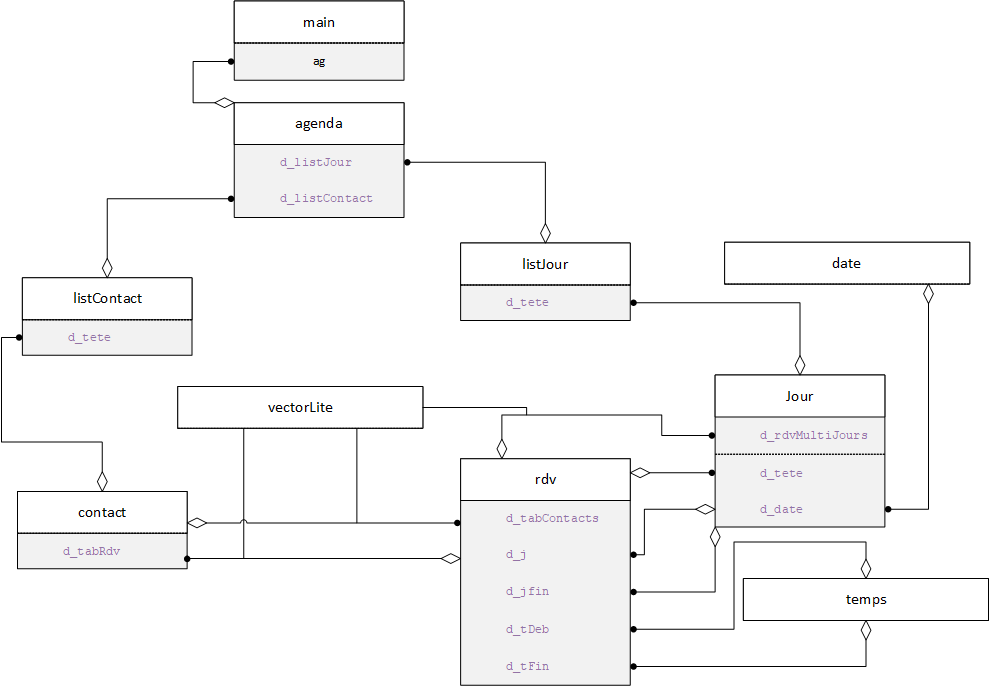 main
ag
agenda
d_listJour
d_listContact
listJour
d_tete
date
listContact
d_tete
vectorLite
Jour
d_rdvMultiJours
d_tete
d_date
rdv
d_tabContacts
d_j
d_jfin
d_tDeb
d_tFin
contact
d_tabRdv
temps